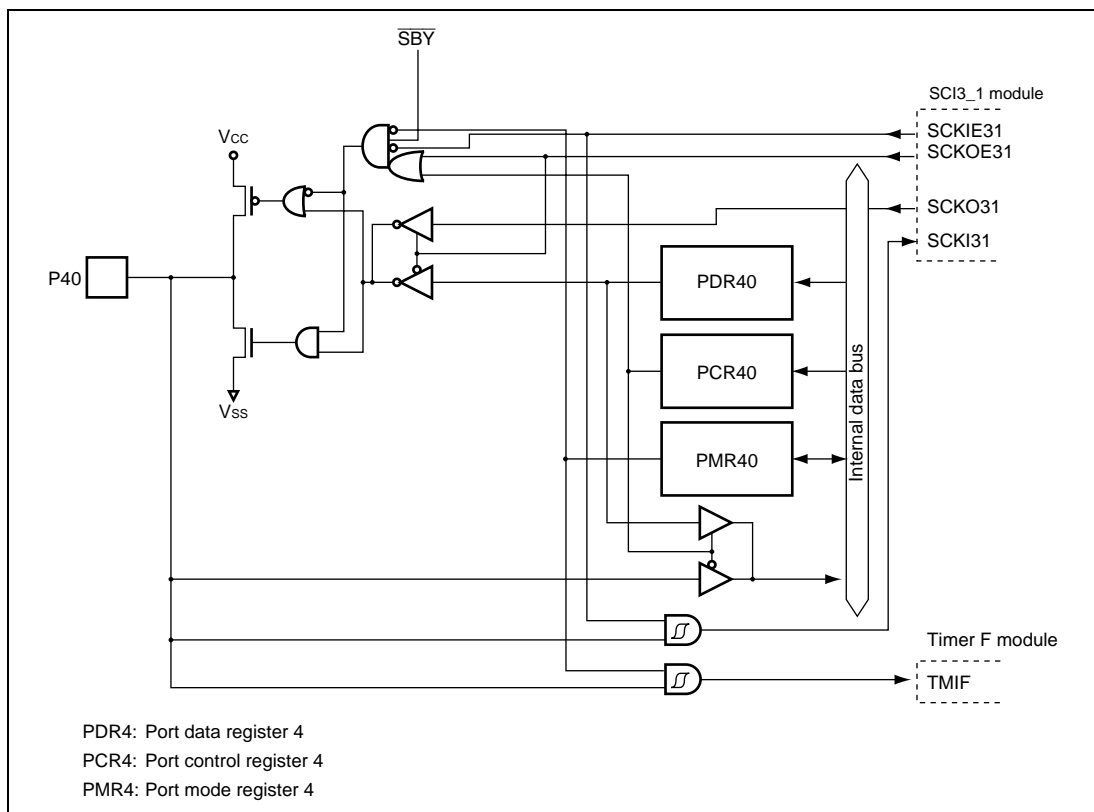 SBY
SCI3_1 module
VCC
SCKIE31
SCKOE31
SCKO31
SCKI31
P40
PDR40
PCR40
PMR40
Internal data bus
VSS
Timer F module
TMIF
PDR4: Port data register 4
PCR4: Port control register 4
PMR4: Port mode register 4